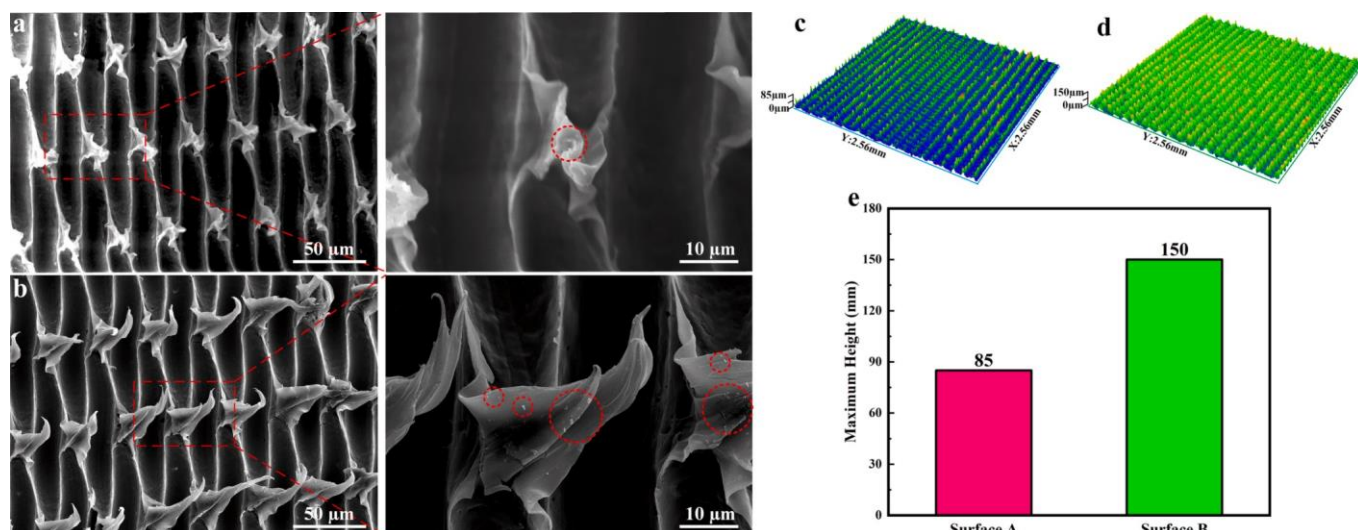 a
50 µm
10 µm
b
50 µm
10 µm
c
85µm
0µm
Y:2.56mm
X:2.56mm
d
150µm
0µm
Y:2.56mm
X:2.56mm
e
Maximum Height (mm)
180
150
120
90
60
30
0
85
150
Surface A
Surface B